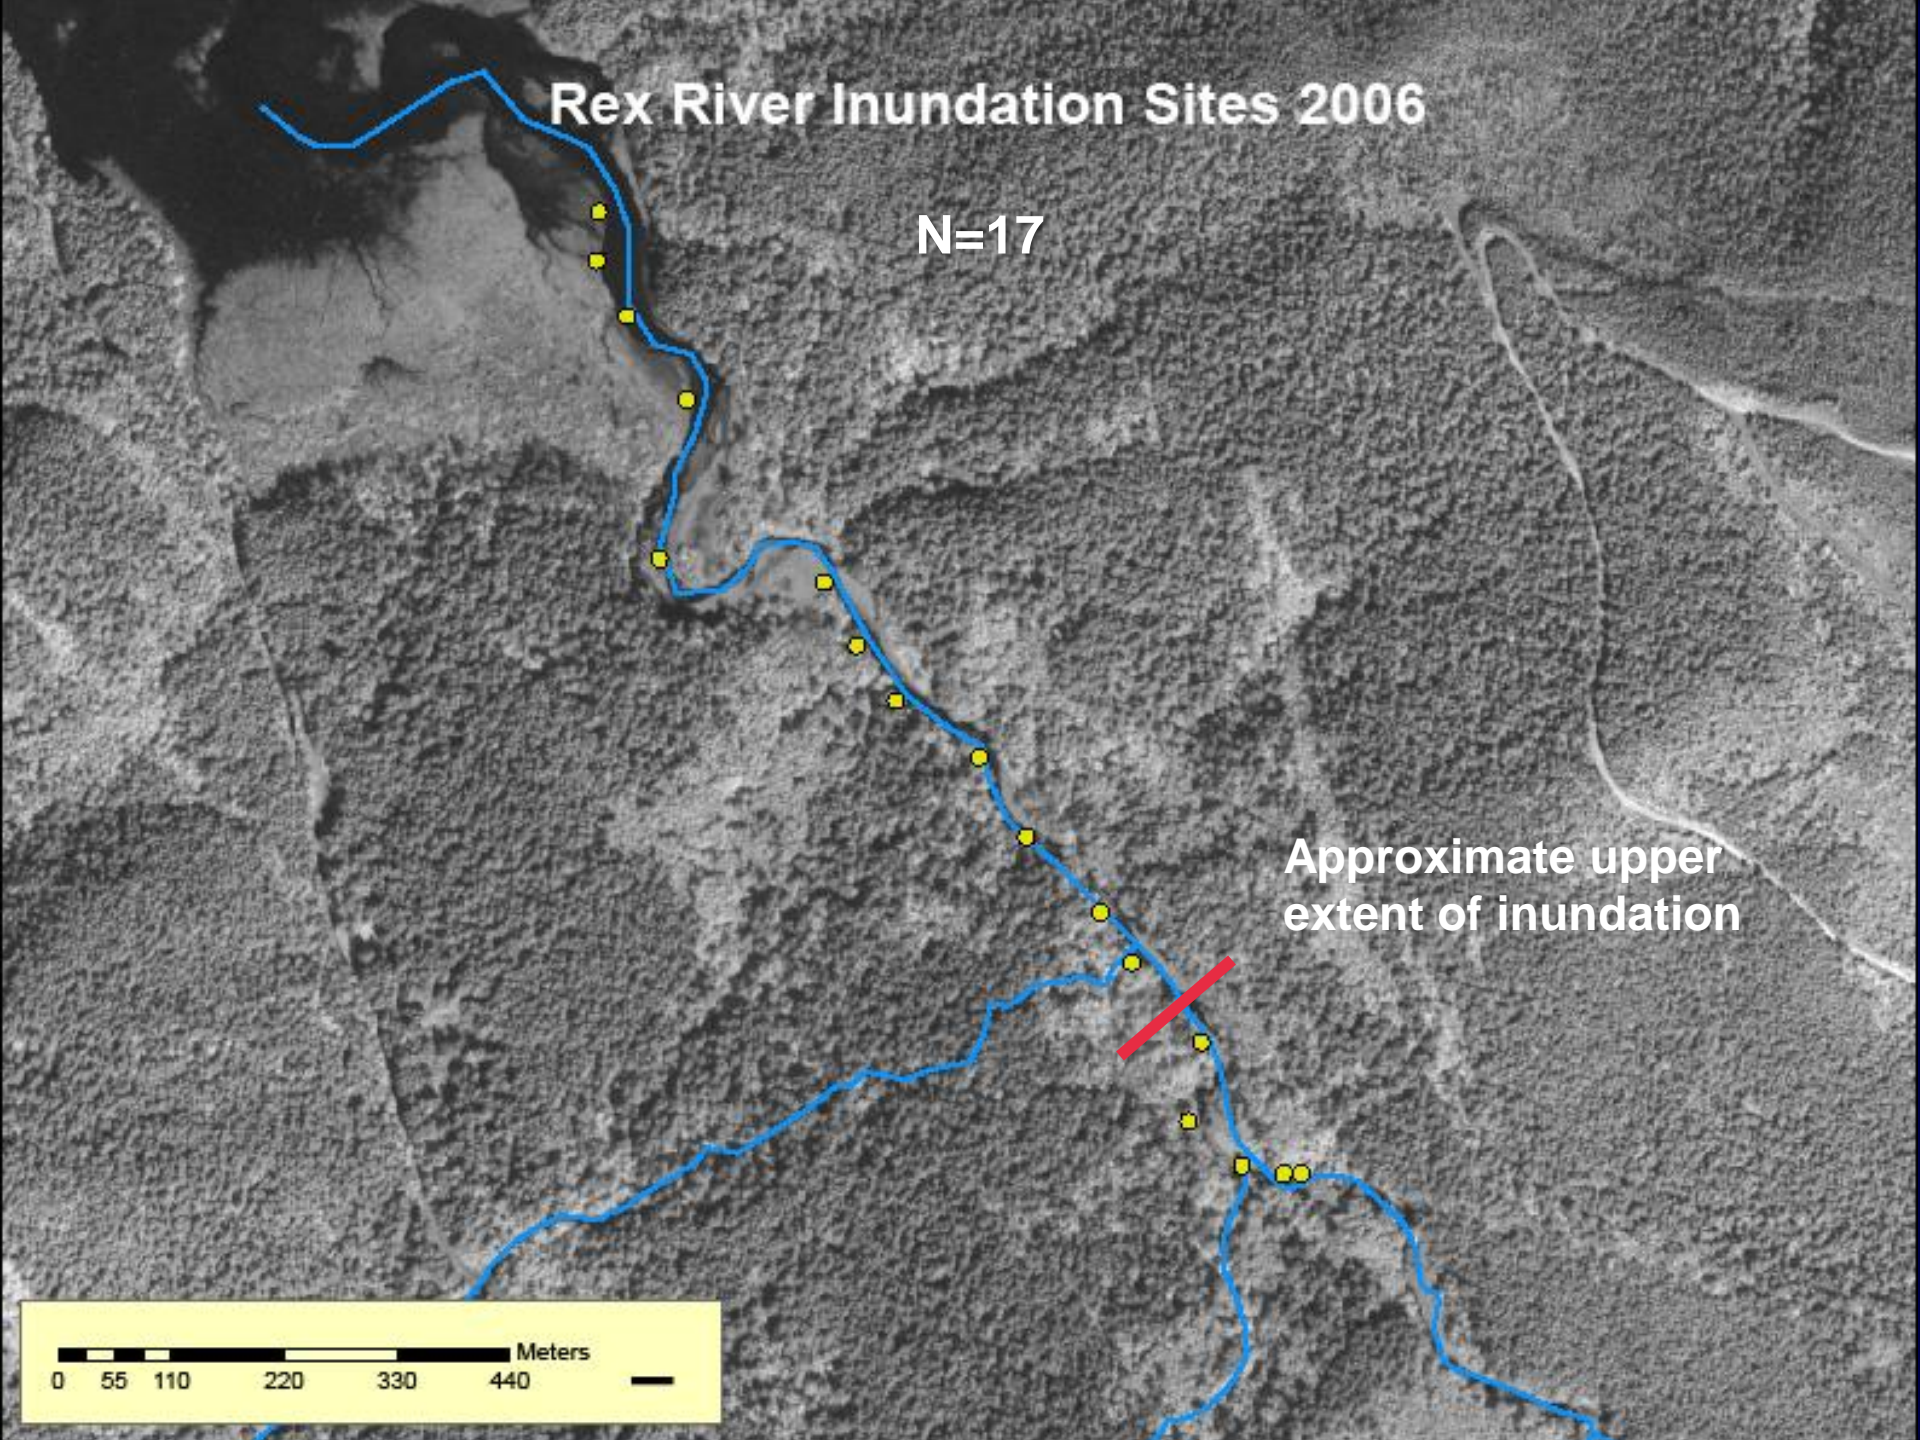 Rex River Inundation Sites 2006
N=17
Approximate upper
extent of inundation
Meters
0 55 110 220 330 440